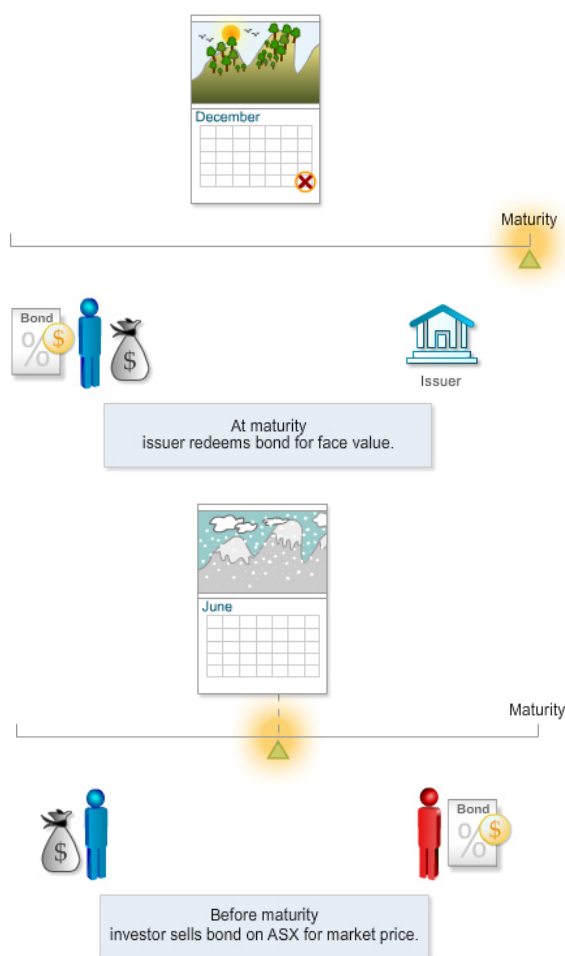 December
Maturity
Bond
%
$
$
Issuer
At maturity
issuer redeems bond for face value.
June
Maturity
$
Bond
%
$
Before maturity
investor sells bond on ASX for market price.